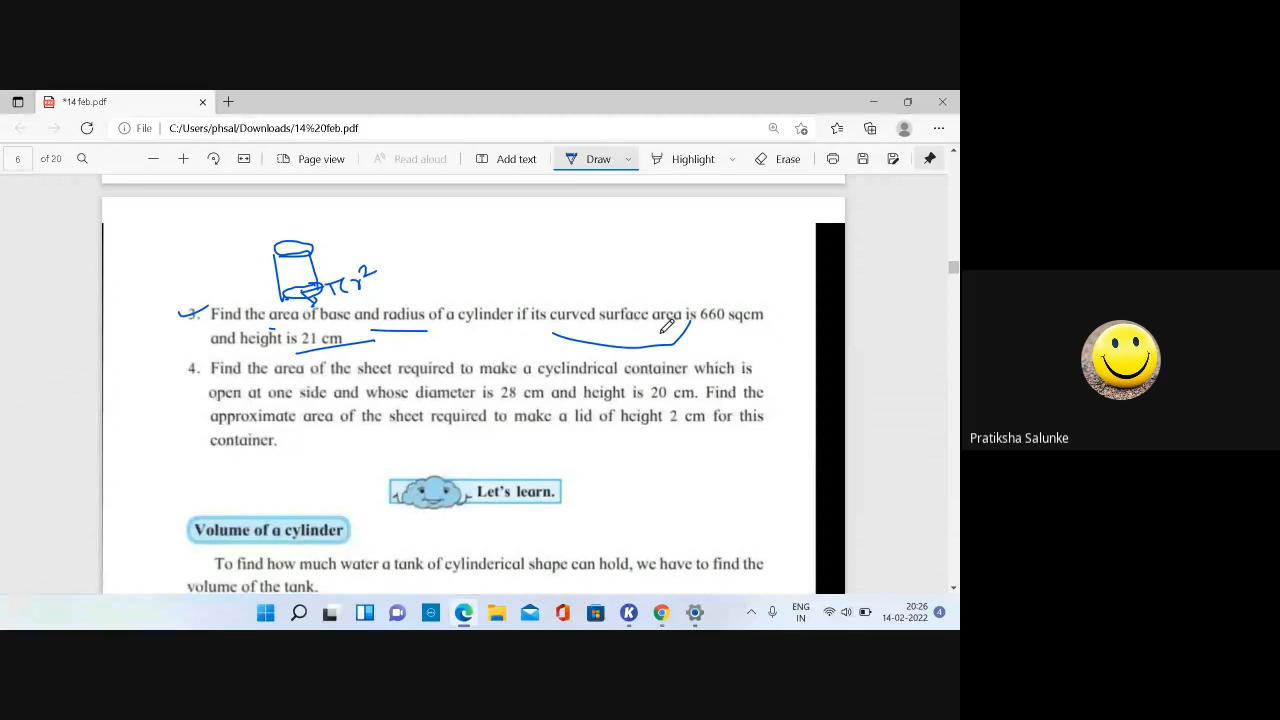 *14 feb.pdf
File C:/Users/phsal/Downloads/14%20feb.pdf
6 of 20 Page view Read aloud Add text Draw Highlight Erase
πr²
3. Find the area of base and radius of a cylinder if its curved surface area is 660 sqcm
and height is 21 cm
4. Find the area of the sheet required to make a cyclindrical container which is
open at one side and whose diameter is 28 cm and height is 20 cm. Find the
approximate area of the sheet required to make a lid of height 2 cm for this
container.
Let's learn.
Volume of a cylinder
To find how much water a tank of cylinderical shape can hold, we have to find the
volume of the tank.
Pratiksha Salunke
ENG
IN
20:26
14-02-2022
4